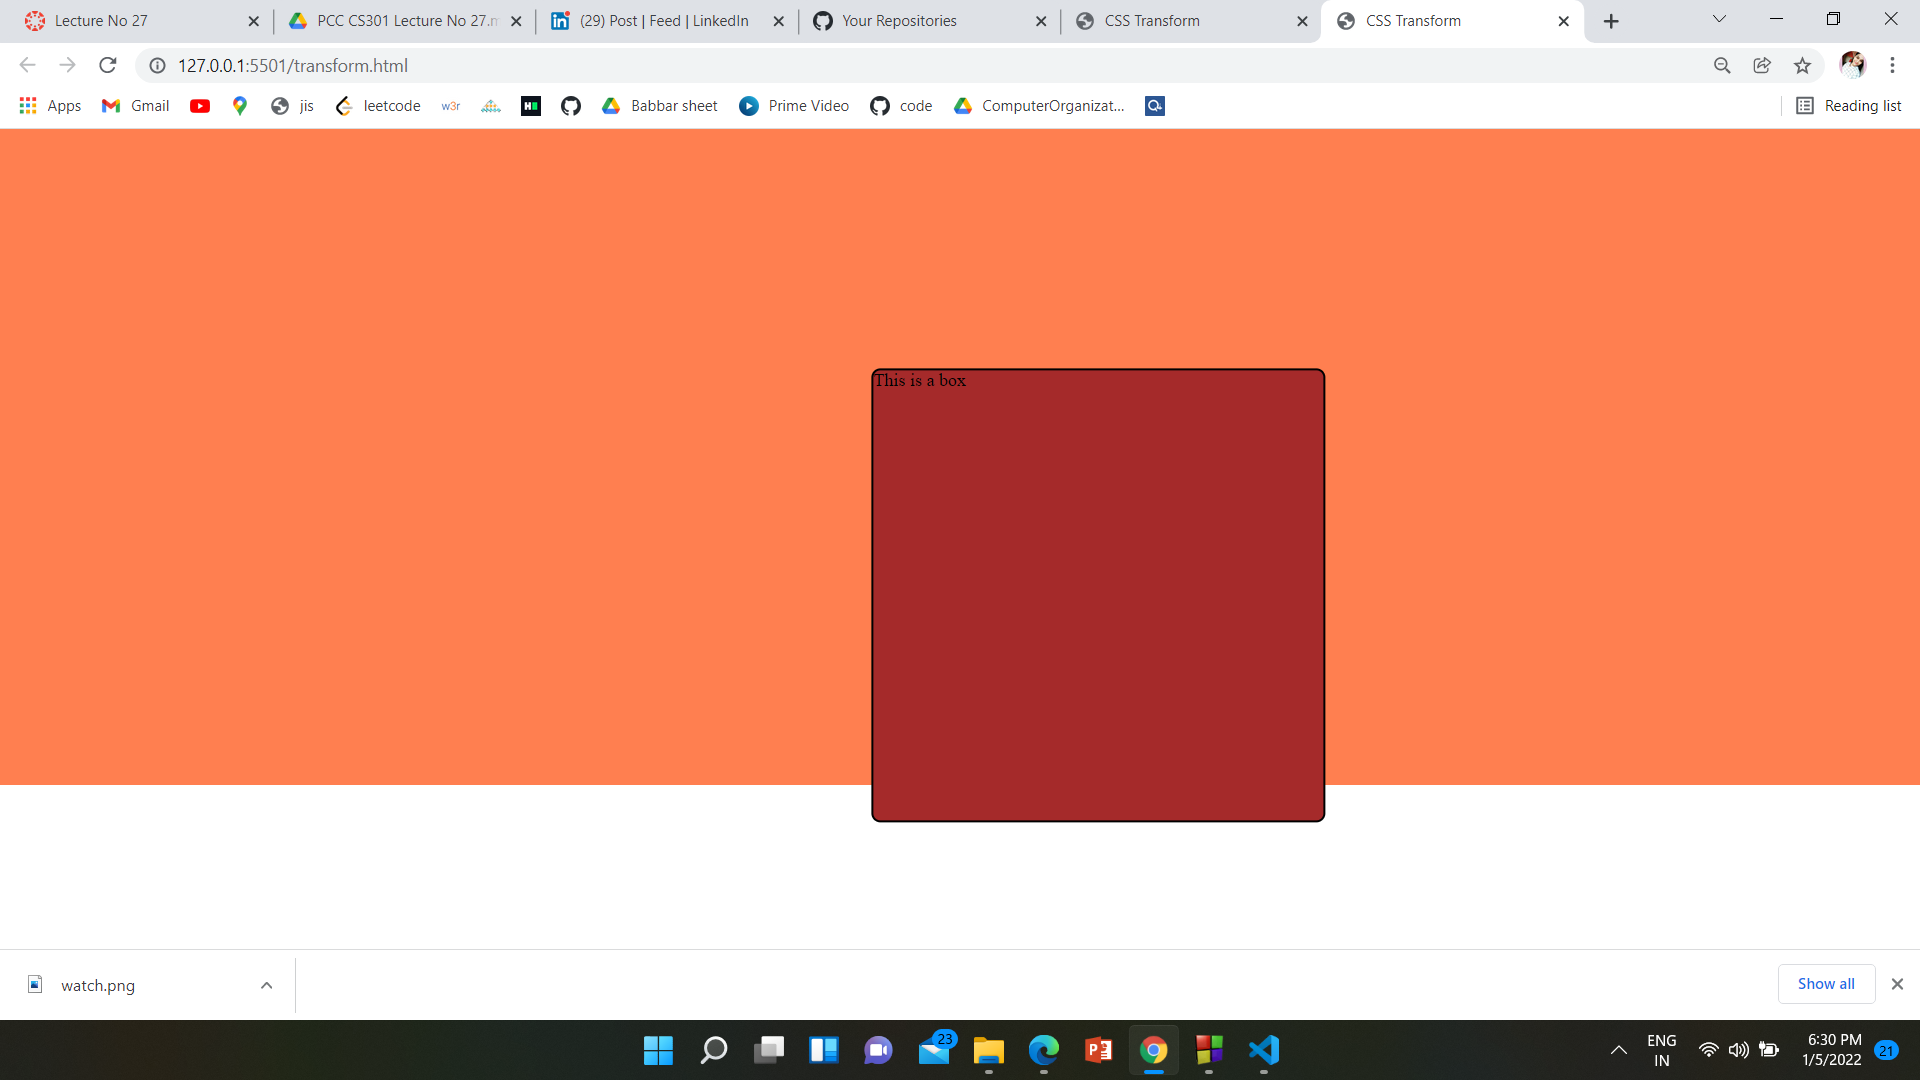 Lecture No 27
PCC CS301 Lecture No 27.m
(29) Post | Feed | LinkedIn
Your Repositories
CSS Transform
CSS Transform
127.0.0.1:5501/transform.html
Apps
Gmail
jis
leetcode
w3r
H
Babbar sheet
Prime Video
code
ComputerOrganizat...
Reading list
This is a box
watch.png
Show all
23
ENG
IN
6:30 PM
1/5/2022
21